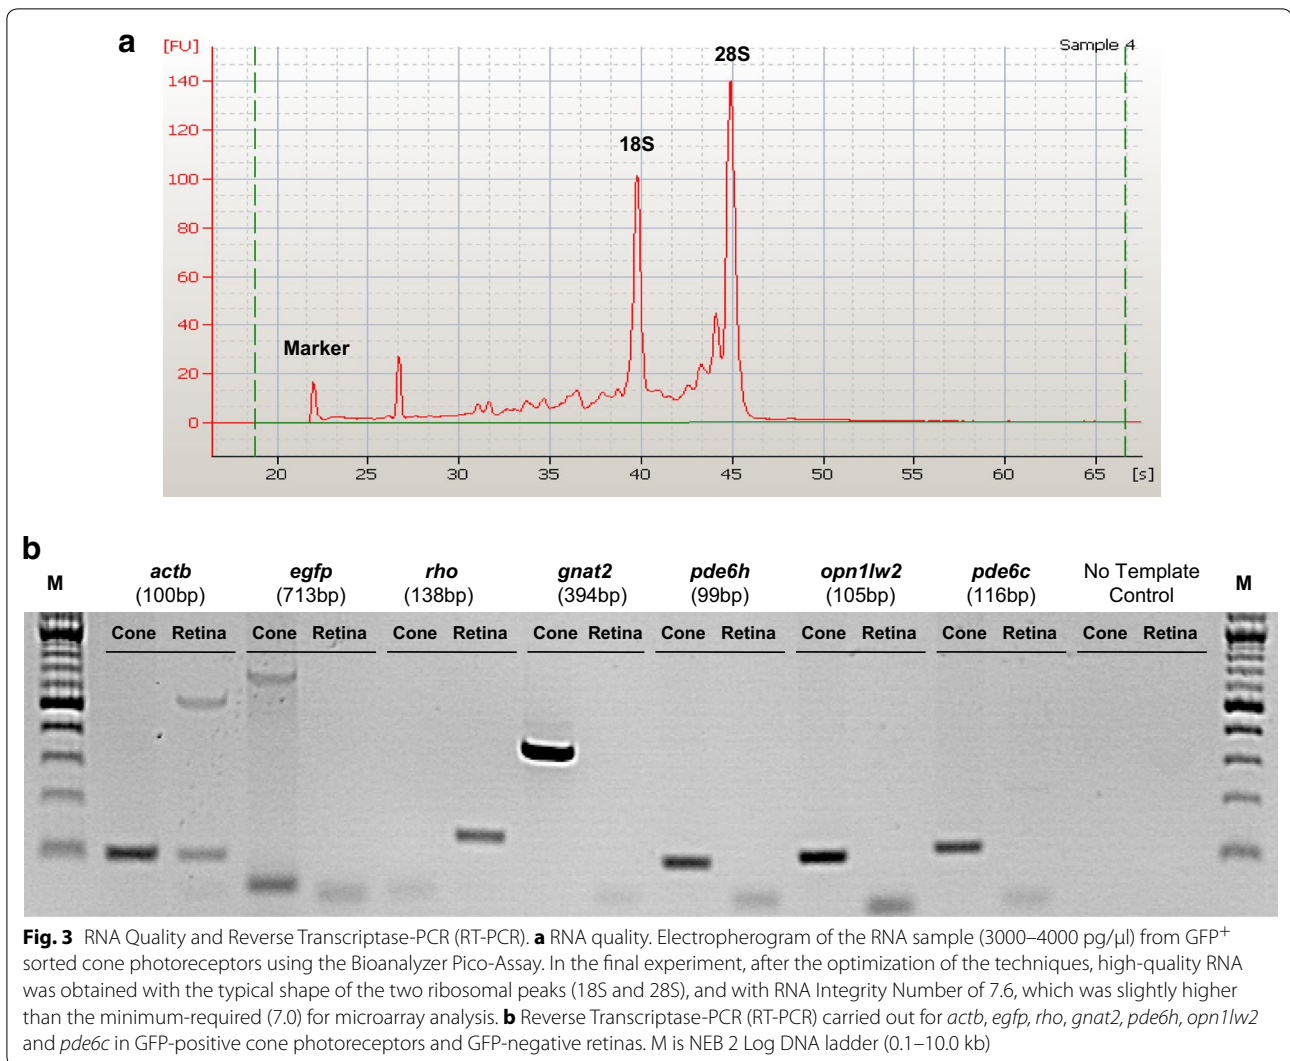 a
[FU]
Sample 4
28S
140
120
18S
100
80
60
40
Marker
20
0
20 25 30 35 40 45 50 55 60 65 [s]
b
M actb egfp rho gnat2 pde6h opn1lw2 pde6c No Template M
(100bp) (713bp) (138bp) (394bp) (99bp) (105bp) (116bp) Control
Cone Retina Cone Retina Cone Retina Cone Retina Cone Retina Cone Retina Cone Retina Cone Retina
Fig. 3 RNA Quality and Reverse Transcriptase-PCR (RT-PCR). a RNA quality. Electropherogram of the RNA sample (3000–4000 pg/µl) from GFP+
sorted cone photoreceptors using the Bioanalyzer Pico-Assay. In the final experiment, after the optimization of the techniques, high-quality RNA
was obtained with the typical shape of the two ribosomal peaks (18S and 28S), and with RNA Integrity Number of 7.6, which was slightly higher
than the minimum-required (7.0) for microarray analysis. b Reverse Transcriptase-PCR (RT-PCR) carried out for actb, egfp, rho, gnat2, pde6h, opn1lw2
and pde6c in GFP-positive cone photoreceptors and GFP-negative retinas. M is NEB 2 Log DNA ladder (0.1–10.0 kb)